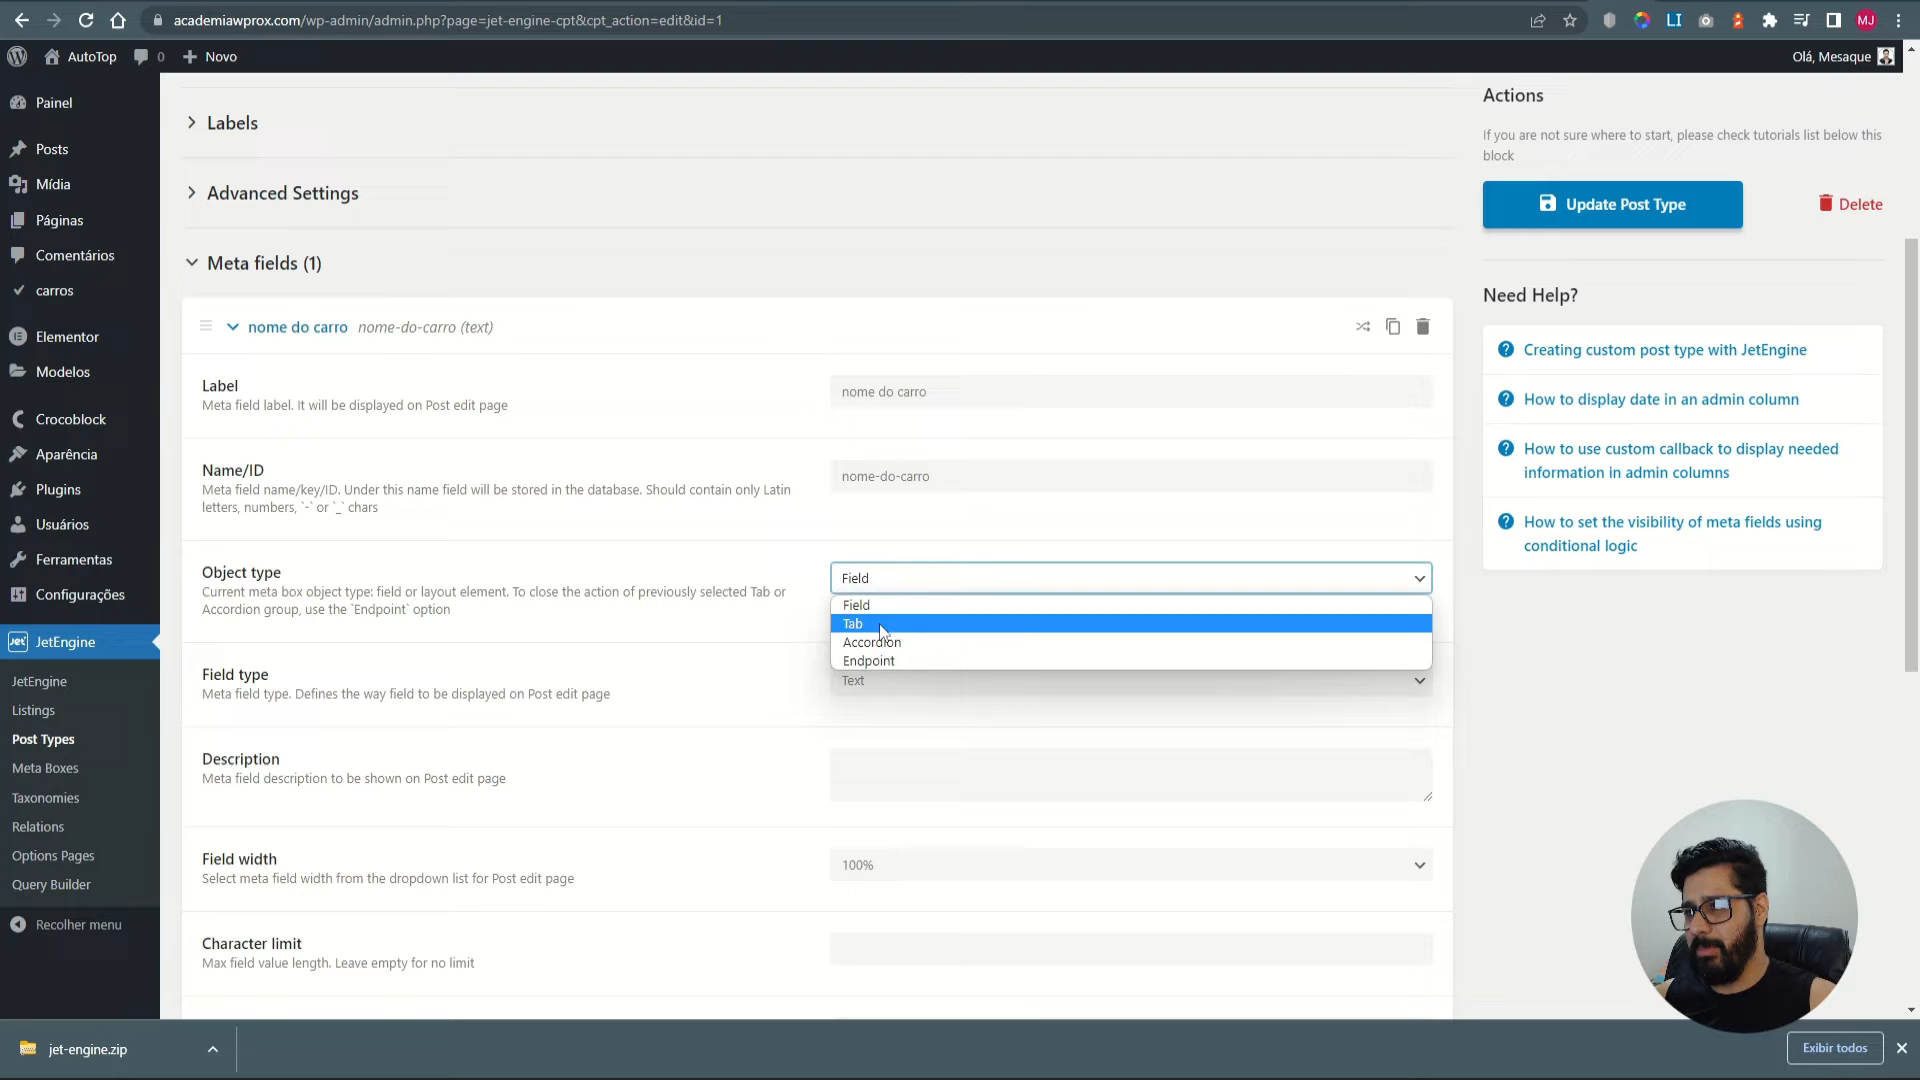 academiawprox.com/wp-admin/admin.php?page=jet-engine-cpt&cpt_action=edit&id=1
LI
MJ
AutoTop
0
Novo
Olá, Mesaque
Painel
Posts
Mídia
Páginas
Comentários
carros
Elementor
Modelos
Crocoblock
Aparência
Plugins
Usuários
Ferramentas
Configurações
Jet
JetEngine
JetEngine
Listings
Post Types
Meta Boxes
Taxonomies
Relations
Options Pages
Query Builder
Recolher menu
Labels
Advanced Settings
Meta fields (1)
nome do carro nome-do-carro (text)
Label
Meta field label. It will be displayed on Post edit page
nome do carro
Name/ID
Meta field name/key/ID. Under this name field will be stored in the database. Should contain only Latin
letters, numbers, `-` or `_` chars
nome-do-carro
Object type
Current meta box object type: field or layout element. To close the action of previously selected Tab or
Accordion group, use the `Endpoint` option
Field
Field
Tab
Accordion
Endpoint
Field type
Meta field type. Defines the way field to be displayed on Post edit page
Text
Description
Meta field description to be shown on Post edit page
Field width
Select meta field width from the dropdown list for Post edit page
100%
Character limit
Max field value length. Leave empty for no limit
Actions
If you are not sure where to start, please check tutorials list below this
block
Update Post Type
Delete
Need Help?
Creating custom post type with JetEngine
How to display date in an admin column
How to use custom callback to display needed
information in admin columns
How to set the visibility of meta fields using
conditional logic
jet-engine.zip
Exibir todos